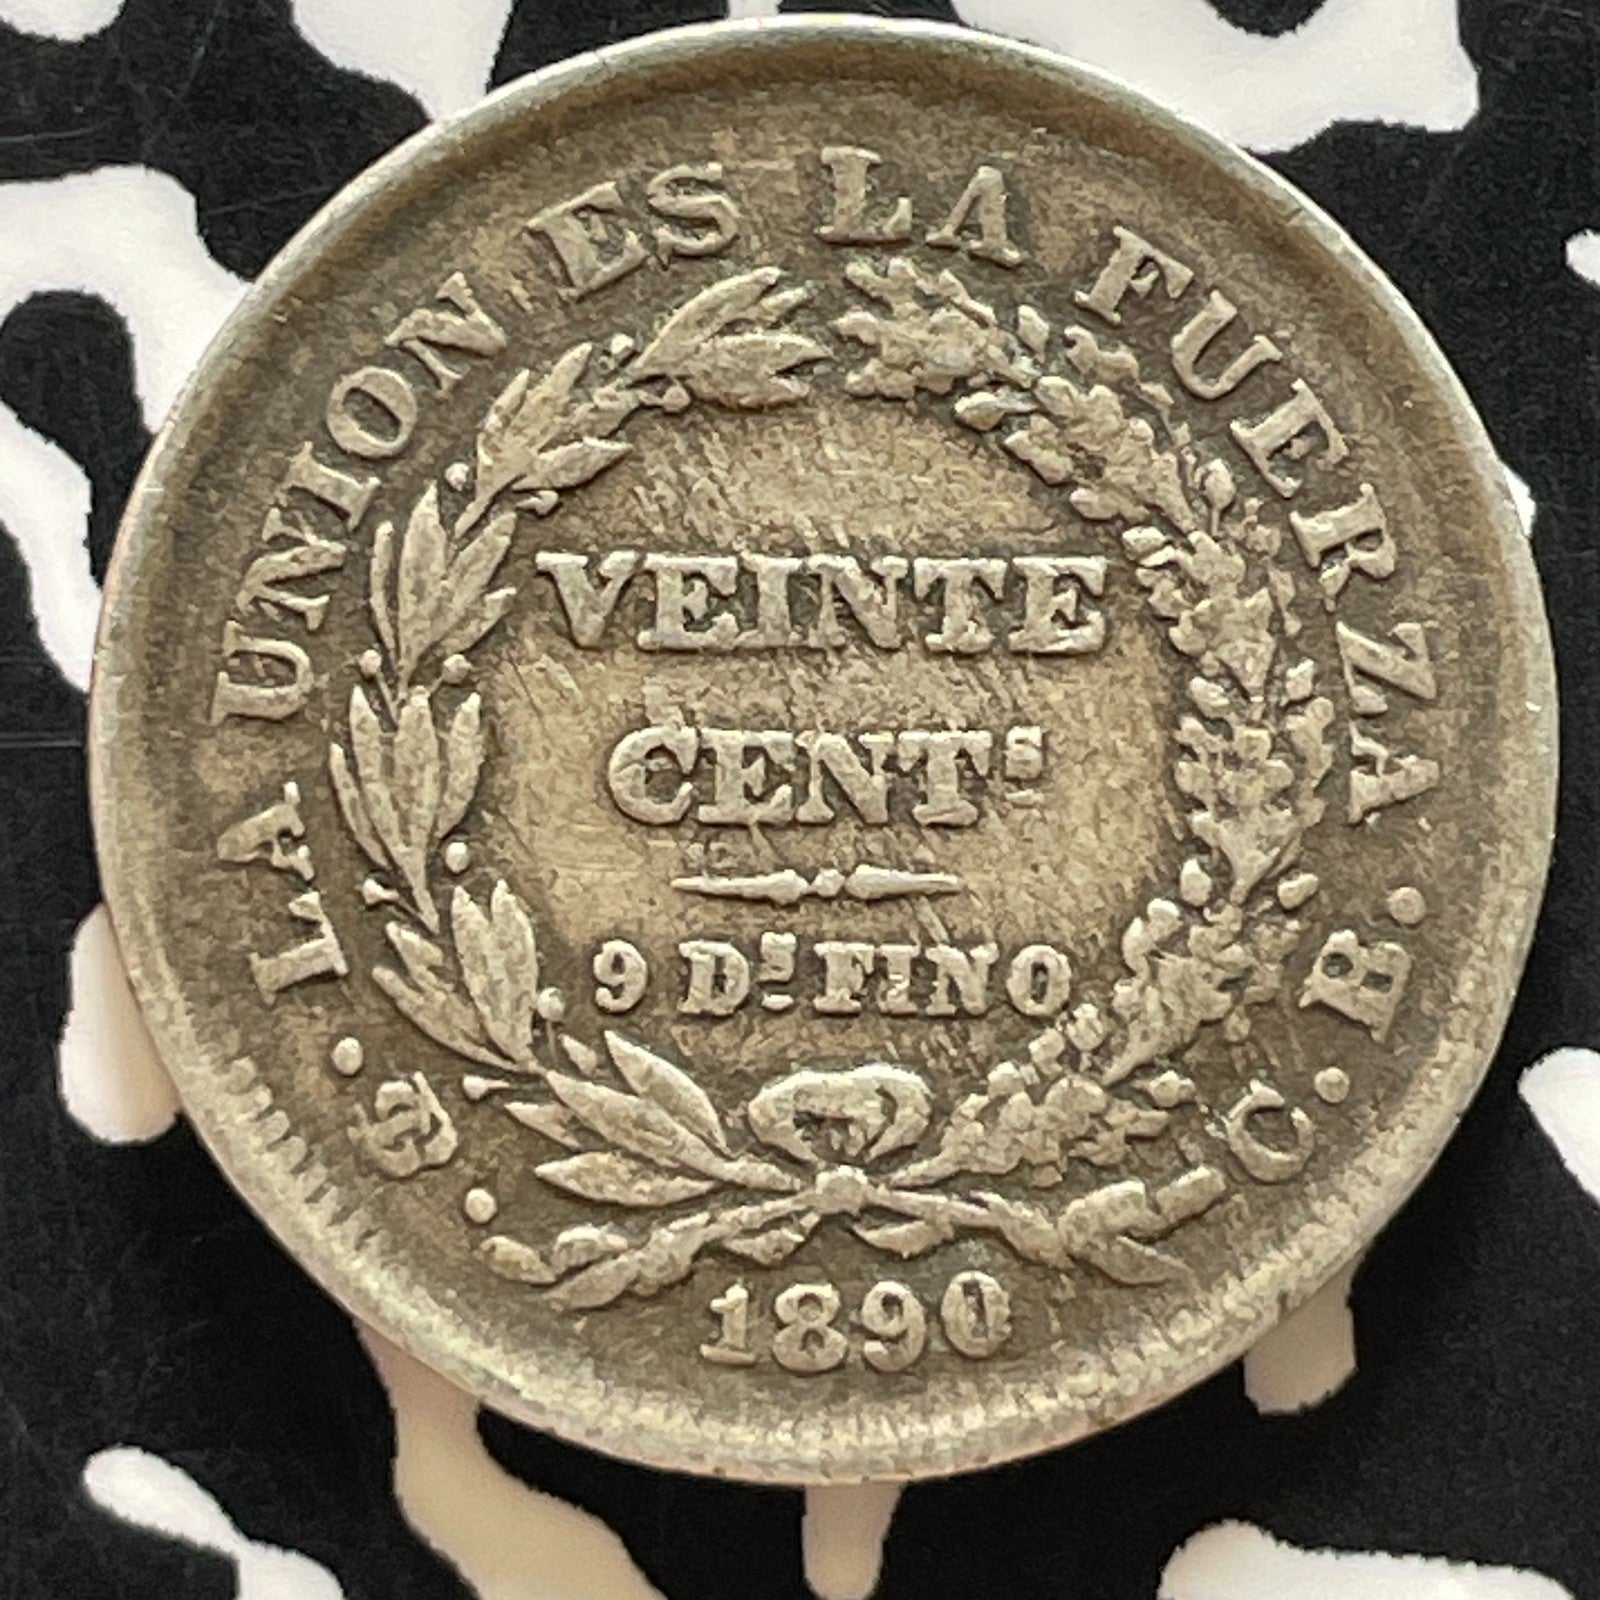 LA UNION ES LA FUERZA
VEINTE
CENTS
9 DS FINO
1890
C.B.